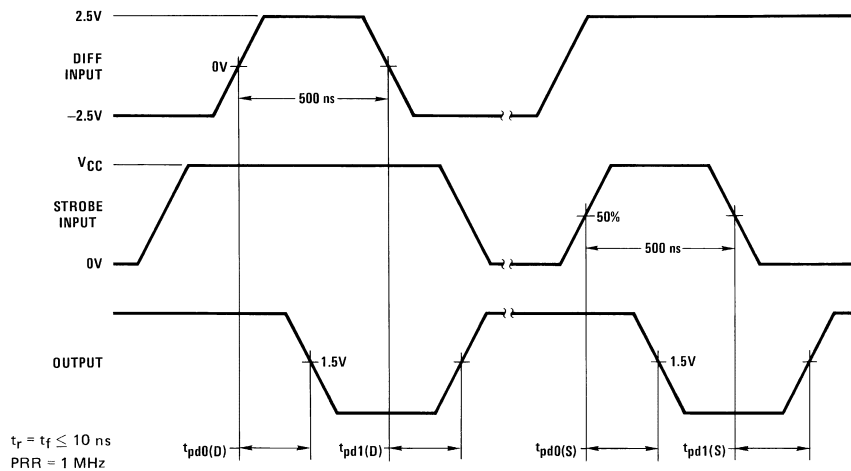 2.5V
DIFF
INPUT
0V
500 ns
−2.5V
VCC
STROBE
INPUT
50%
500 ns
0V
OUTPUT
1.5V
1.5V
tr = tf ≤ 10 ns
PRR = 1 MHz
tpd0(D)
tpd1(D)
tpd0(S)
tpd1(S)